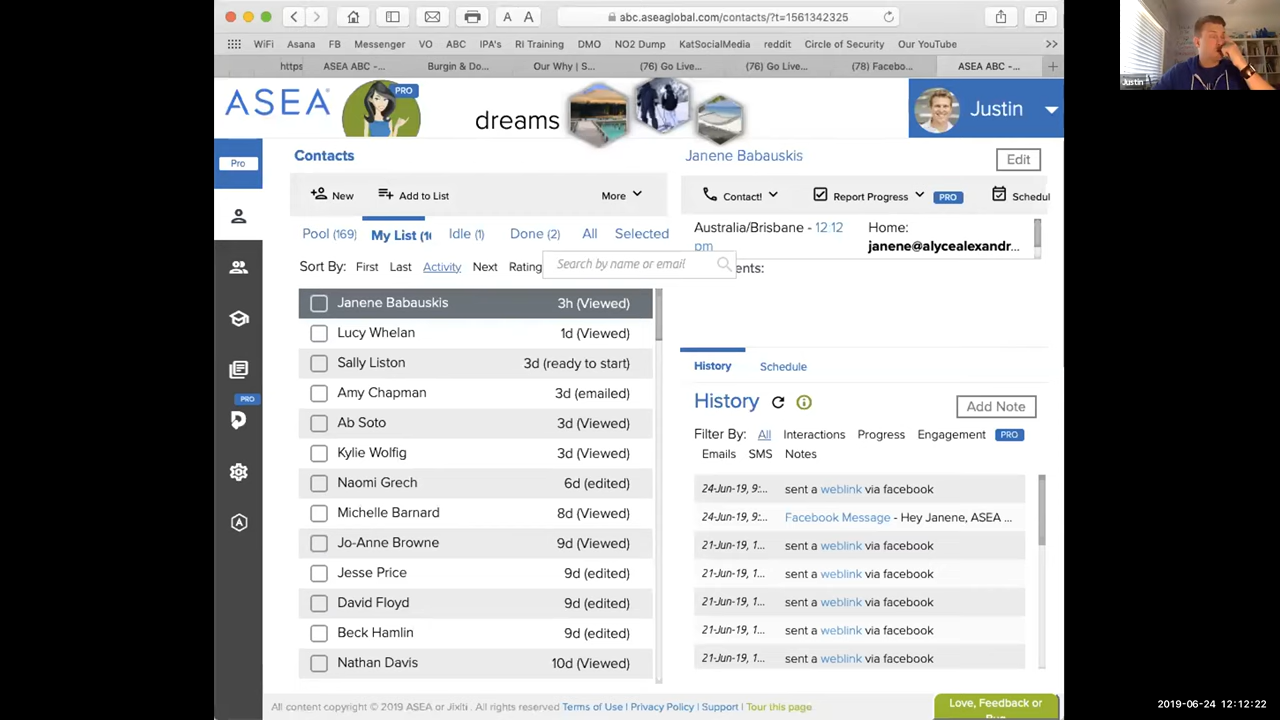 A A
abc.aseaglobal.com/contacts/?t=1561342325
WiFi Asana FB Messenger VO ABC IPA's RI Training DMO NO2 Dump KatSocialMedia reddit Circle of Security Our YouTube >>
https ASEA ABC -... Burgin & Do... Our Why | S... (76) Go Live... (76) Go Live... (78) Facebo... ASEA ABC -... +
ASEA PRO dreams Justin
Justin
Pro
Contacts
New Add to List More
Pool (169) My List (1 Idle (1) Done (2) All Selected
Sort By: First Last Activity Next Rating
Search by name or email
Janene Babauskis 3h (Viewed)
Lucy Whelan 1d (Viewed)
Sally Liston 3d (ready to start)
Amy Chapman 3d (emailed)
Ab Soto 3d (Viewed)
Kylie Wolfig 3d (Viewed)
Naomi Grech 6d (edited)
Michelle Barnard 8d (Viewed)
Jo-Anne Browne 9d (Viewed)
Jesse Price 9d (edited)
David Floyd 9d (edited)
Beck Hamlin 9d (edited)
Nathan Davis 10d (Viewed)
PRO
Janene Babauskis Edit
Contact! Report Progress PRO Schedul
Australia/Brisbane - 12:12 pm
Home:
janene@alycealexandr...
ents:
History Schedule
History Add Note
Filter By: All Interactions Progress Engagement PRO
Emails SMS Notes
24-Jun-19, 9:... sent a weblink via facebook
24-Jun-19, 9:... Facebook Message - Hey Janene, ASEA ...
21-Jun-19, 1... sent a weblink via facebook
21-Jun-19, 1... sent a weblink via facebook
21-Jun-19, 1... sent a weblink via facebook
21-Jun-19, 1... sent a weblink via facebook
21-Jun-19, 1... sent a weblink via facebook
All content copyright © 2019 ASEA or Jixiti . All rights reserved Terms of Use | Privacy Policy | Support | Tour this page
Love, Feedback or
2019-06-24 12:12:22